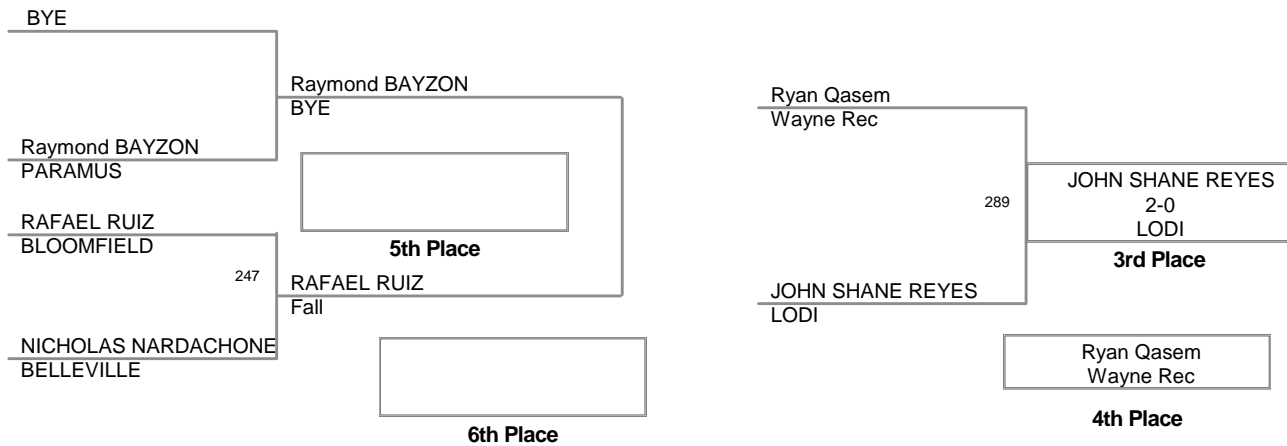 BYE
Raymond BAYZON
BYE
Raymond BAYZON
PARAMUS
RAFAEL RUIZ
BLOOMFIELD
5th Place
247
RAFAEL RUIZ
Fall
NICHOLAS NARDACHONE
BELLEVILLE
6th Place
Ryan Qasem
Wayne Rec
289
JOHN SHANE REYES
2-0
LODI
3rd Place
JOHN SHANE REYES
LODI
Ryan Qasem
Wayne Rec
4th Place